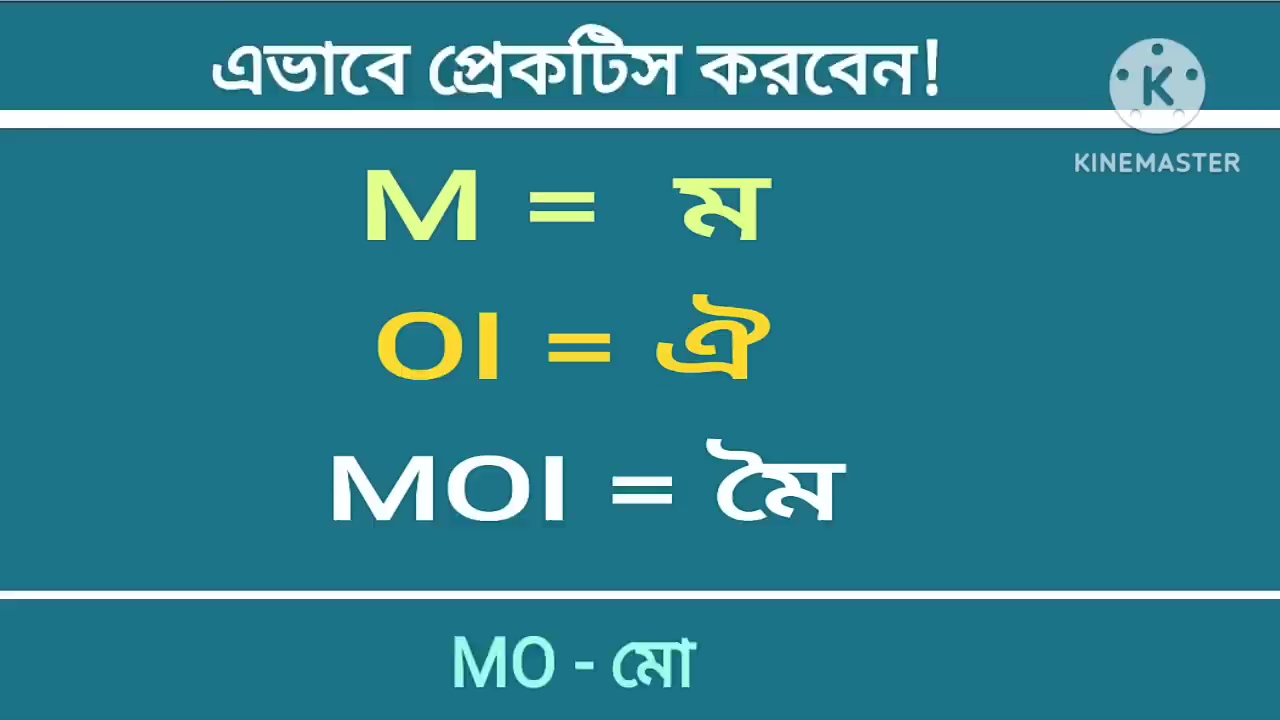 এভাবে প্রেকটিস করবেন!
K
KINEMASTER
M = ম
OI = ঐ
MOI = মৈ
MO - মো